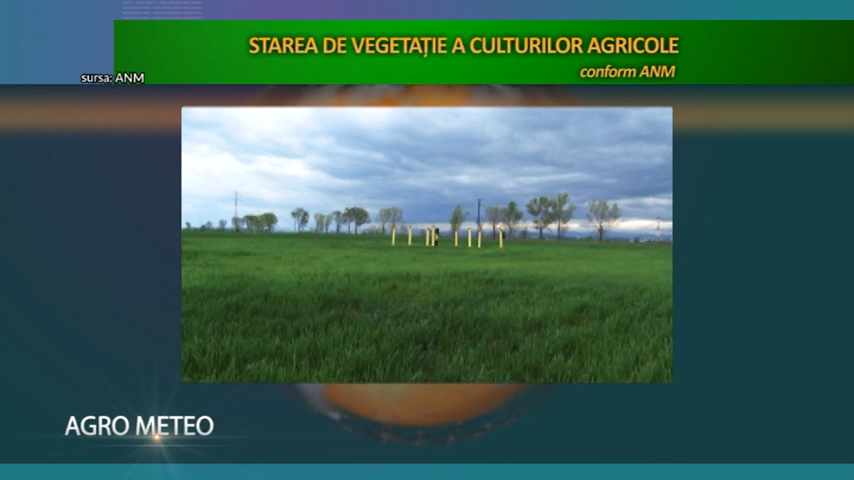 STAREA DE VEGETAȚIE A CULTURILOR AGRICOLE
conform ANM
sursa: ANM
AGRO METEO